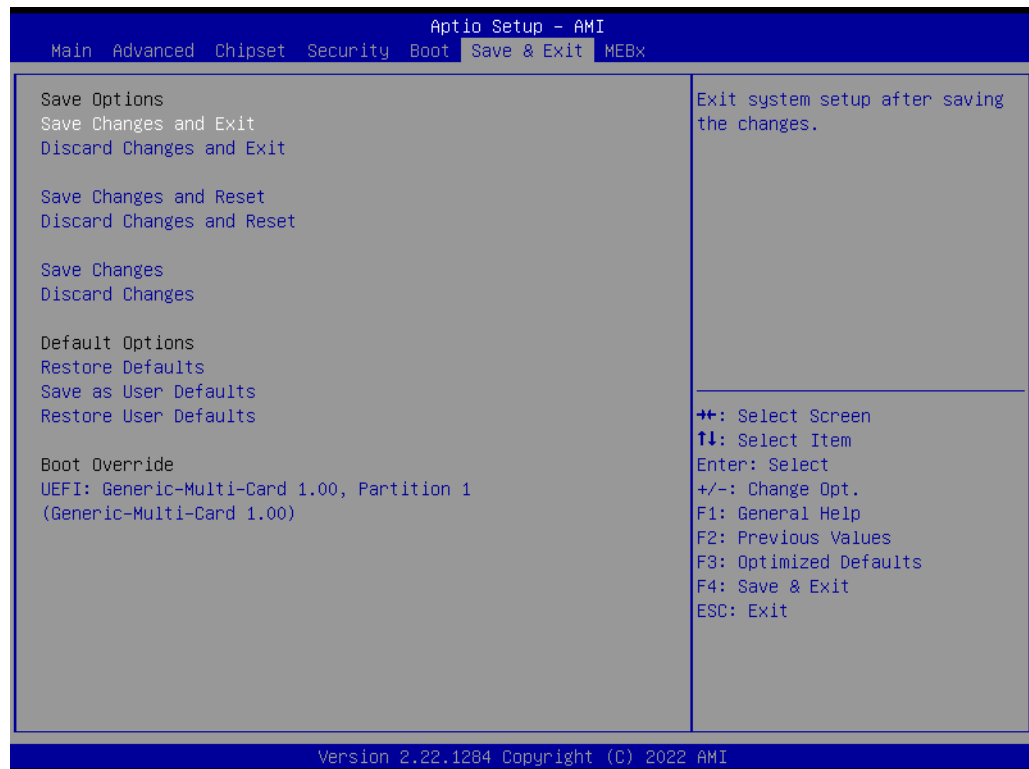 Aptio Setup – AMI
Main Advanced Chipset Security Boot Save & Exit MEBx
Save Options
Save Changes and Exit
Discard Changes and Exit
Save Changes and Reset
Discard Changes and Reset
Save Changes
Discard Changes
Default Options
Restore Defaults
Save as User Defaults
Restore User Defaults
Boot Override
UEFI: Generic-Multi-Card 1.00, Partition 1
(Generic-Multi-Card 1.00)
Exit system setup after saving
the changes.
→←: Select Screen
↑↓: Select Item
Enter: Select
+/-: Change Opt.
F1: General Help
F2: Previous Values
F3: Optimized Defaults
F4: Save & Exit
ESC: Exit
Version 2.22.1284 Copyright (C) 2022 AMI